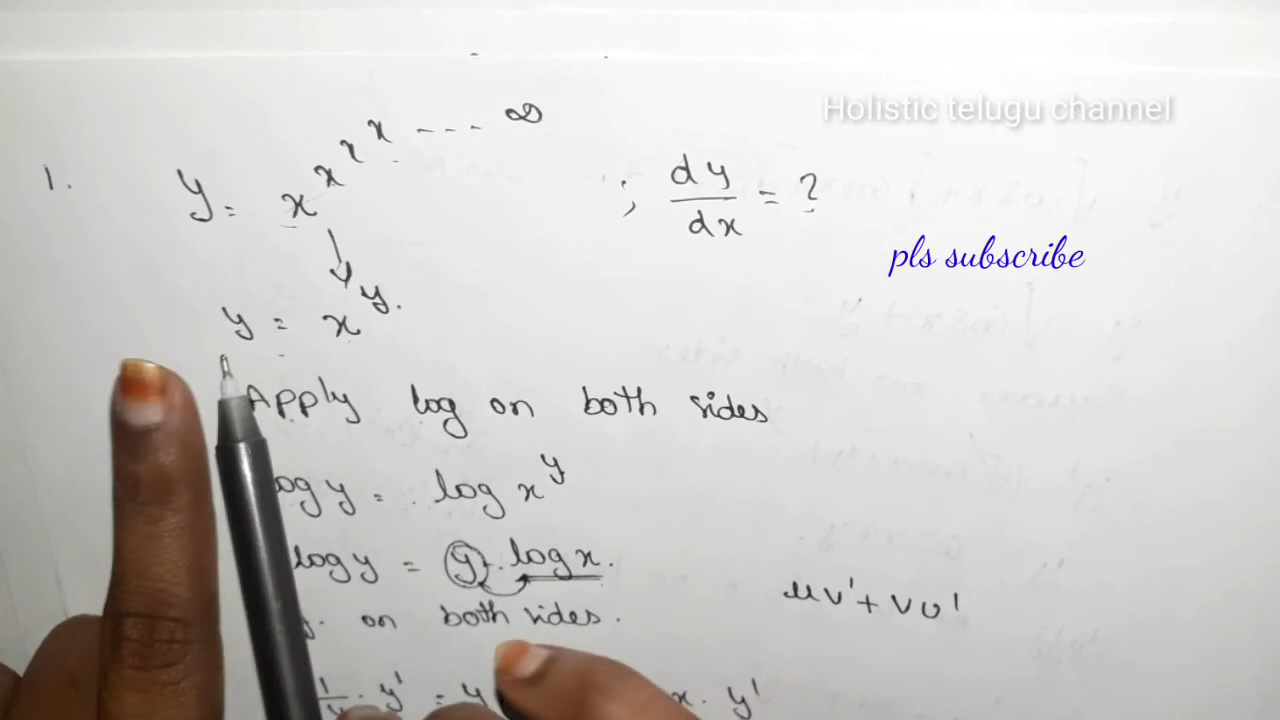 Holistic telugu channel
1. y = x^x^x^x ---- ∞ ; dy/dx = ?
pls subscribe
↓
y = x^y.
Apply log on both sides
log y = log x^y
log y = y . log x.
uv' + vu'
on both sides.
y' = y x . y'